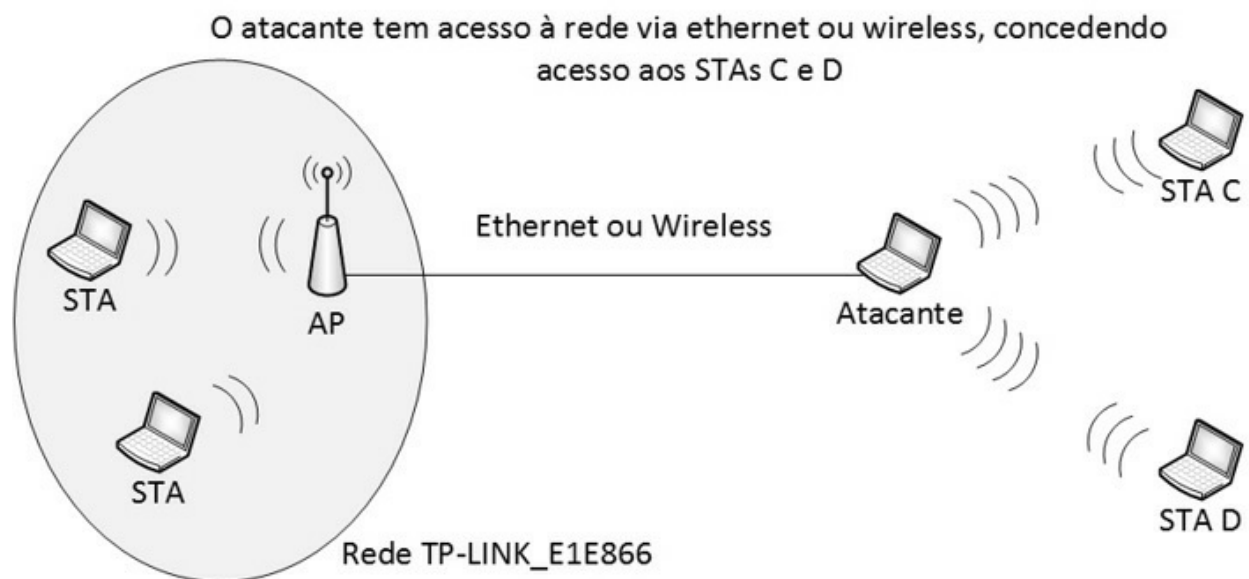 O atacante tem acesso à rede via ethernet ou wireless, concedendo
acesso aos STAs C e D
STA C
Ethernet ou Wireless
STA
AP
Atacante
STA
STA D
Rede TP-LINK_E1E866